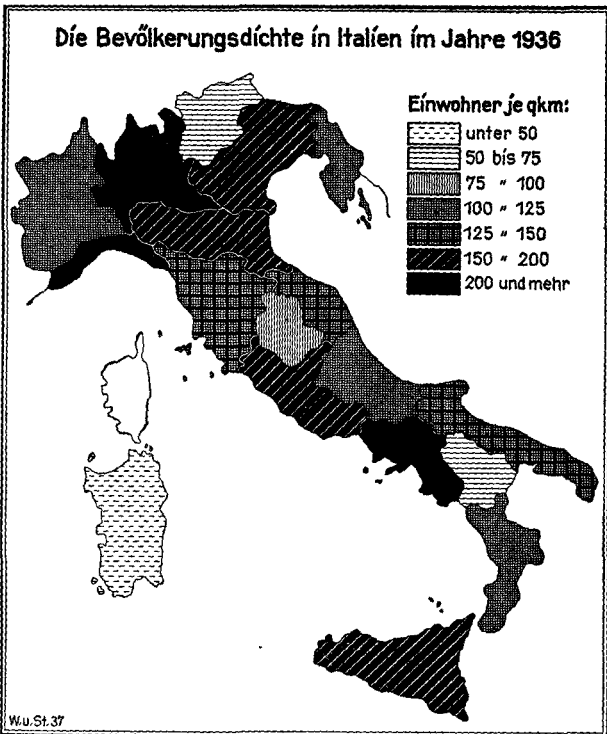 Die Bevölkerungsdichte in Italien im Jahre 1936
Einwohner je qkm:
unter 50
50 bis 75
75 " 100
100 " 125
125 " 150
150 " 200
200 und mehr
W.u.St.37